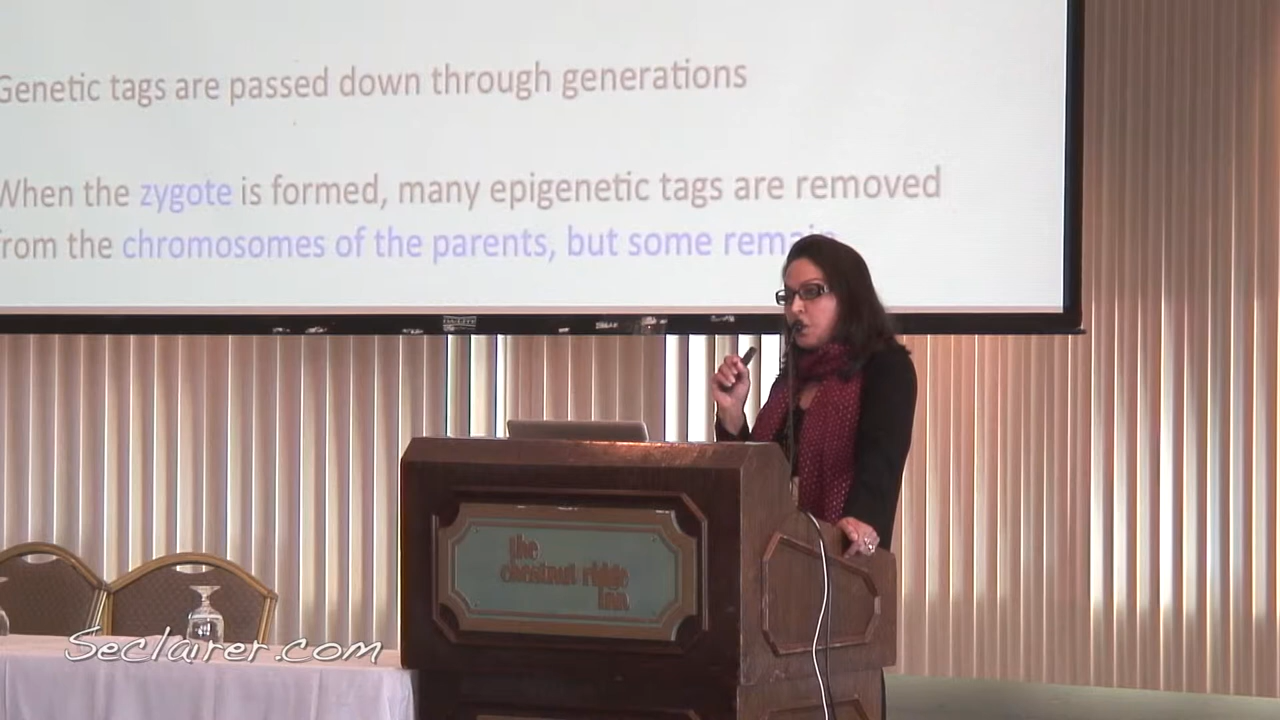 Genetic tags are passed down through generations
When the zygote is formed, many epigenetic tags are removed
from the chromosomes of the parents, but some remain
the
chestnut ridge
inn
Seclairer.com